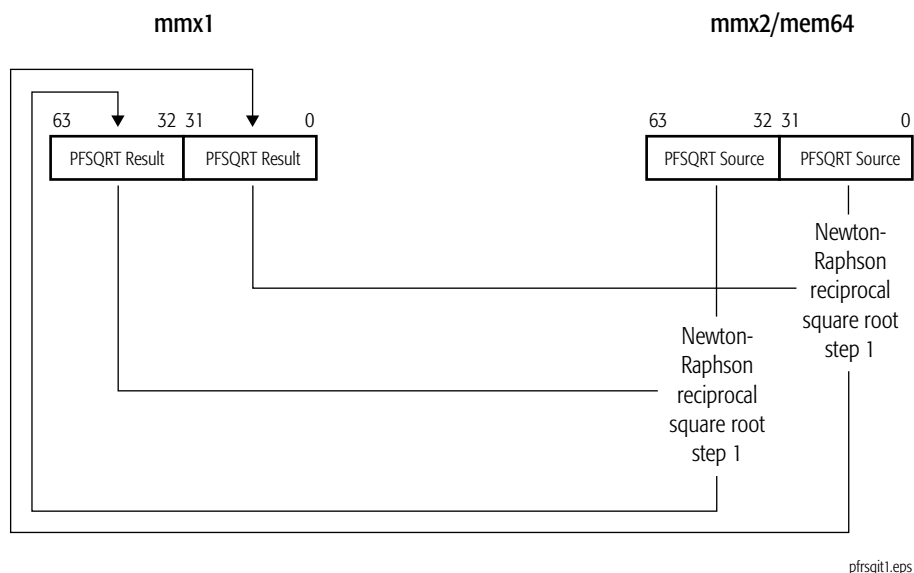 mmx1
mmx2/mem64
63 32 31 0
63 32 31 0
PFSQRT Result PFSQRT Result
PFSQRT Source PFSQRT Source
Newton-
Raphson
reciprocal
square root
step 1
Newton-
Raphson
reciprocal
square root
step 1
pfrsqit1.eps